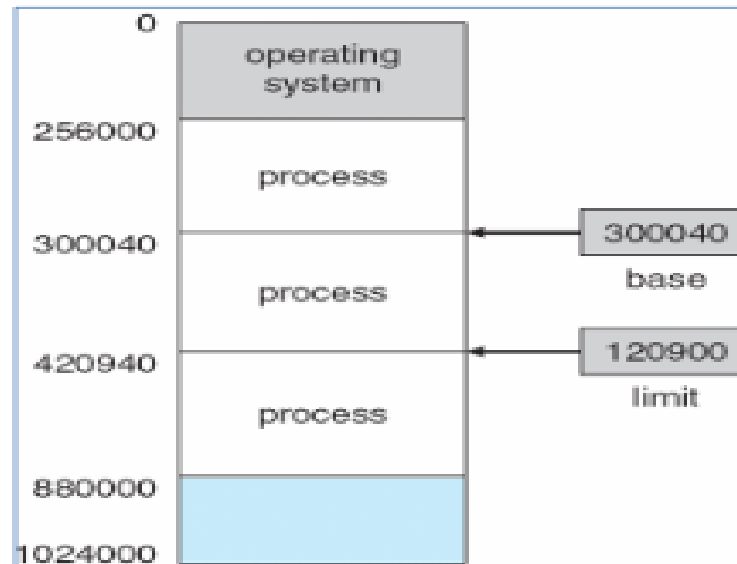 0
operating
system
256000
process
300040
300040
base
process
420940
120900
limit
process
880000
1024000